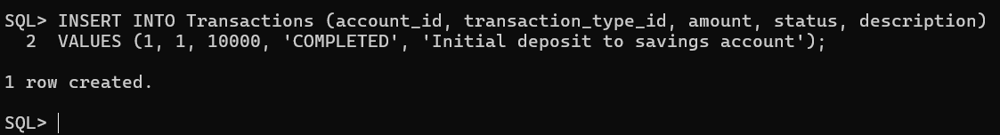 SQL> INSERT INTO Transactions (account_id, transaction_type_id, amount, status, description)
  2  VALUES (1, 1, 10000, 'COMPLETED', 'Initial deposit to savings account');
1 row created.
SQL>